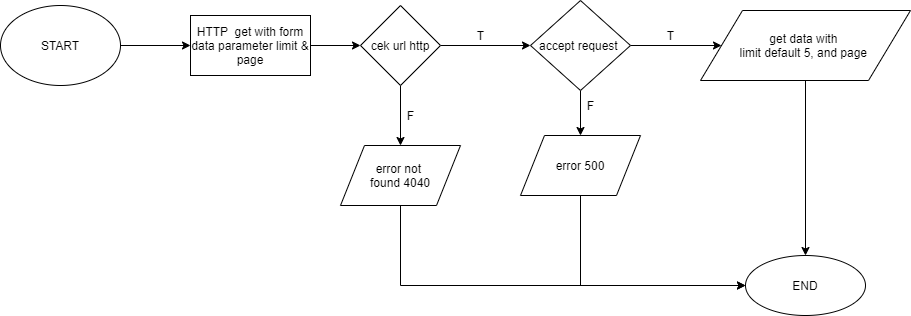 START
HTTP  get with form
data parameter limit &
page
cek url http
T
accept request
T
get data with
limit default 5, and page
F
F
error not
found 4040
error 500
END